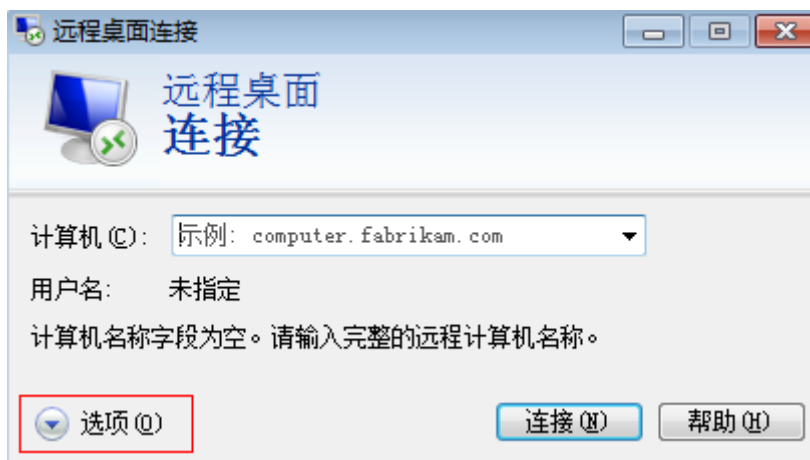 远程桌面连接
远程桌面
连接
计算机(C): 示例: computer.fabrikam.com
用户名: 未指定
计算机名称字段为空。请输入完整的远程计算机名称。
选项(O) 连接(N) 帮助(H)